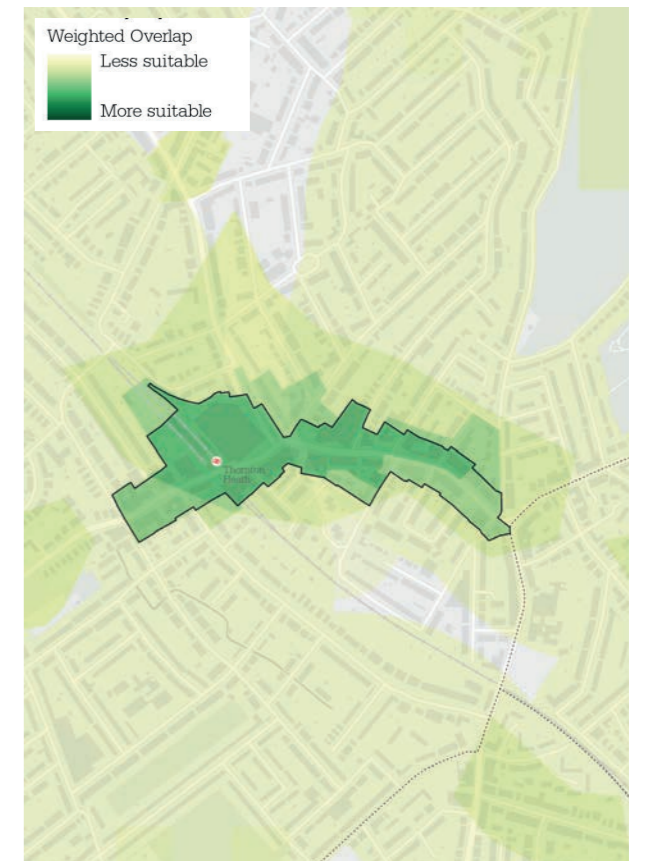 Weighted Overlap
Less suitable
More suitable
Thornton
Heath